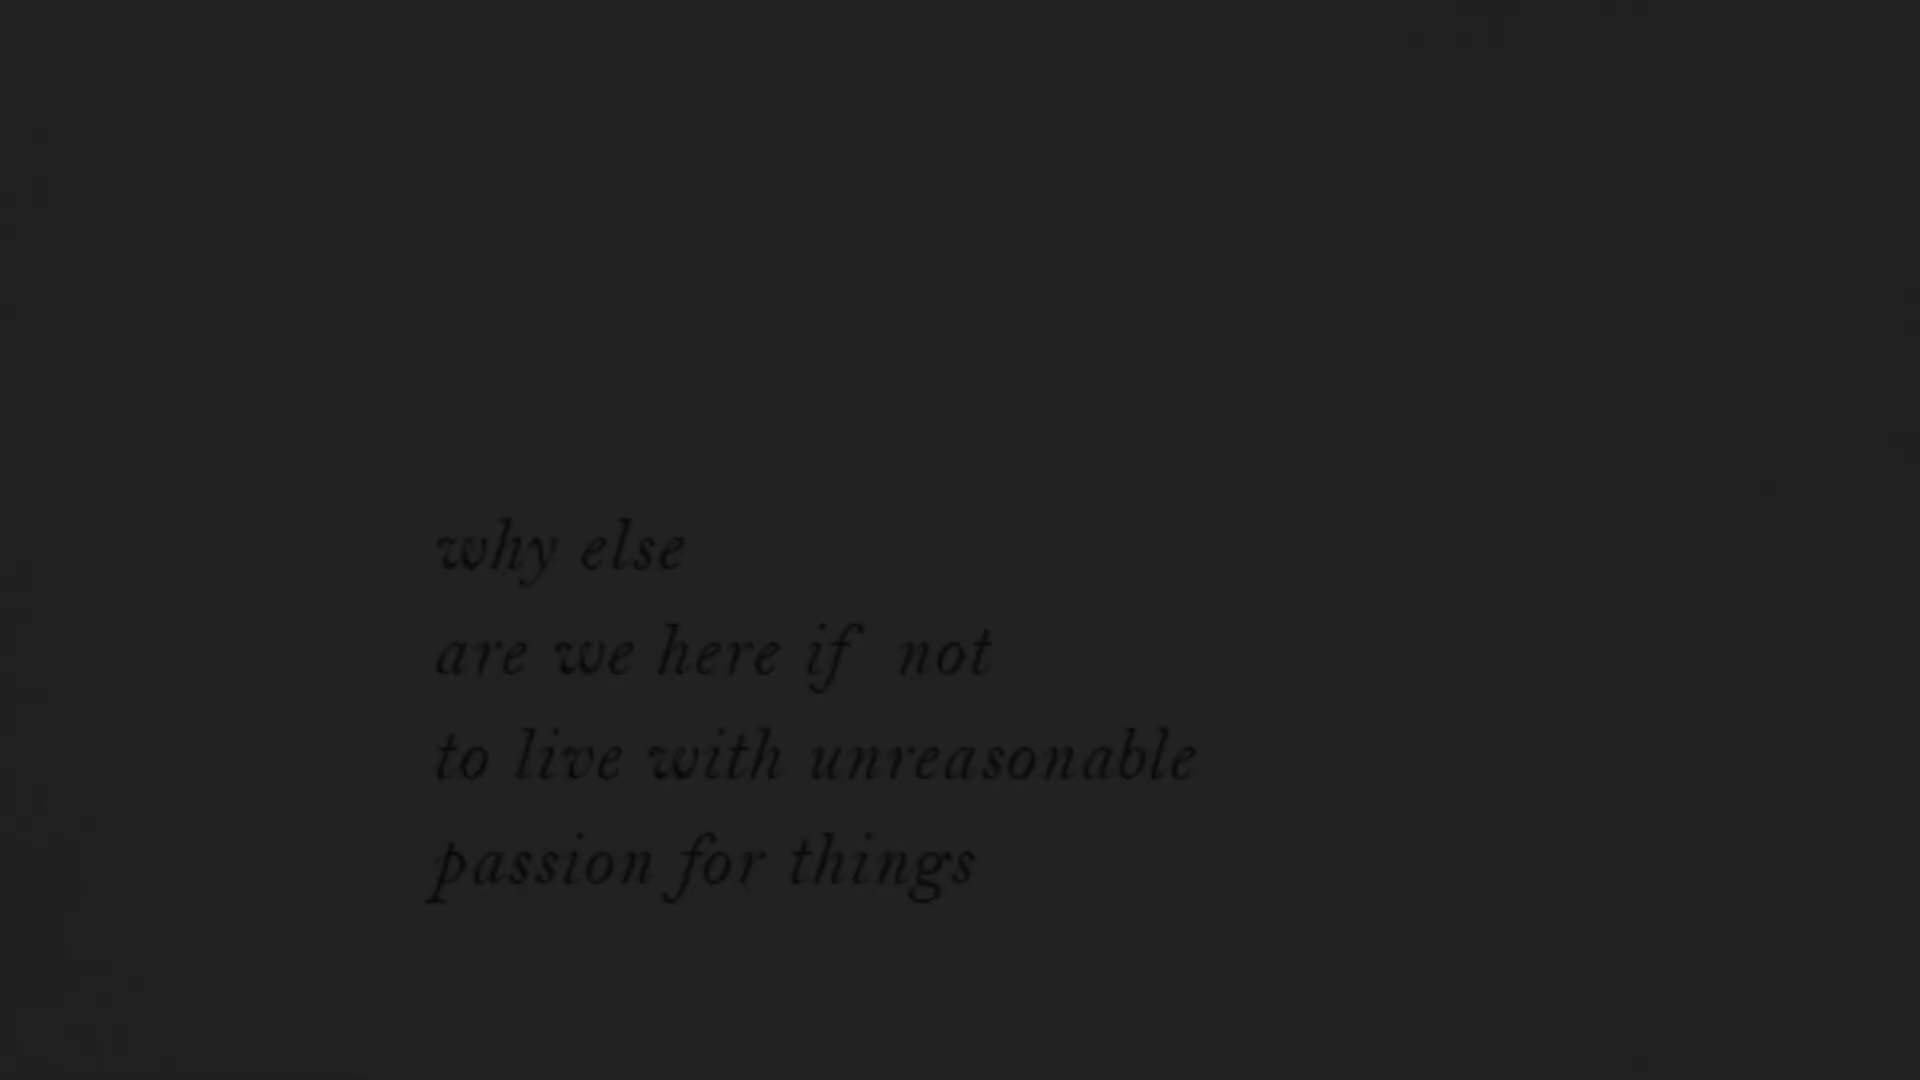 why else
are we here if not
to live with unreasonable
passion for things